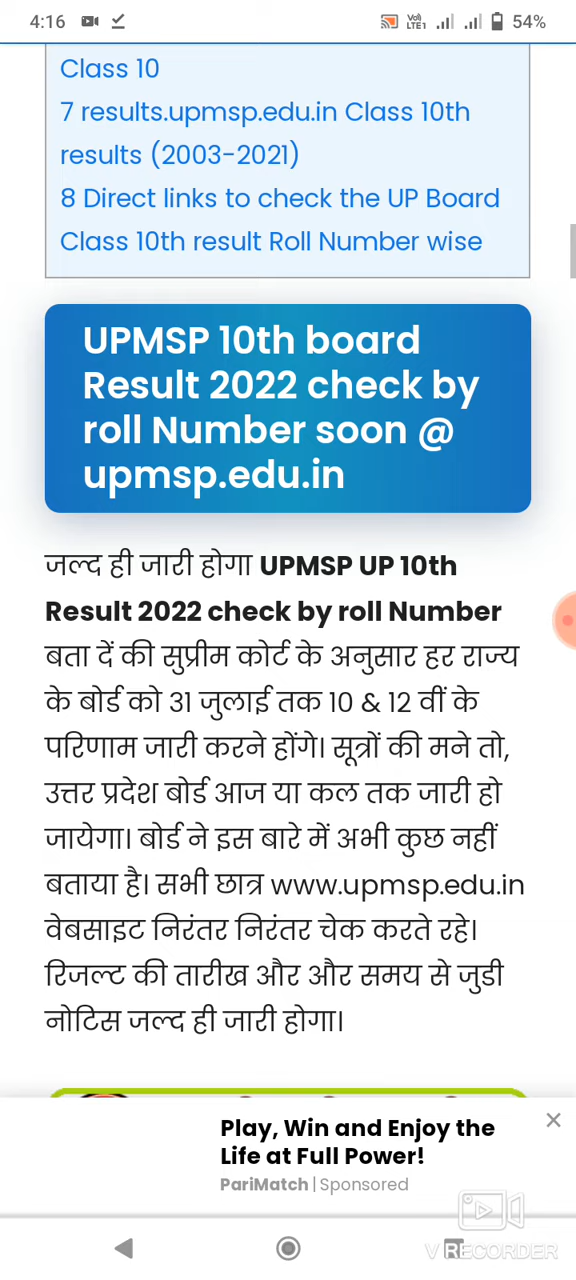 4:16
Voi) LTE1
54%
Class 10
7 results.upmsp.edu.in Class 10th
results (2003-2021)
8 Direct links to check the UP Board
Class 10th result Roll Number wise
UPMSP 10th board
Result 2022 check by
roll Number soon @
upmsp.edu.in
जल्द ही जारी होगा UPMSP UP 10th
Result 2022 check by roll Number
बता दें की सुप्रीम कोर्ट के अनुसार हर राज्य
के बोर्ड को 31 जुलाई तक 10 & 12 वीं के
परिणाम जारी करने होंगे। सूत्रों की मने तो,
उत्तर प्रदेश बोर्ड आज या कल तक जारी हो
जायेगा। बोर्ड ने इस बारे में अभी कुछ नहीं
बताया है। सभी छात्र www.upmsp.edu.in
वेबसाइट निरंतर निरंतर चेक करते रहे।
रिजल्ट की तारीख और और समय से जुडी
नोटिस जल्द ही जारी होगा।
Play, Win and Enjoy the
Life at Full Power!
PariMatch | Sponsored
V RECORDER